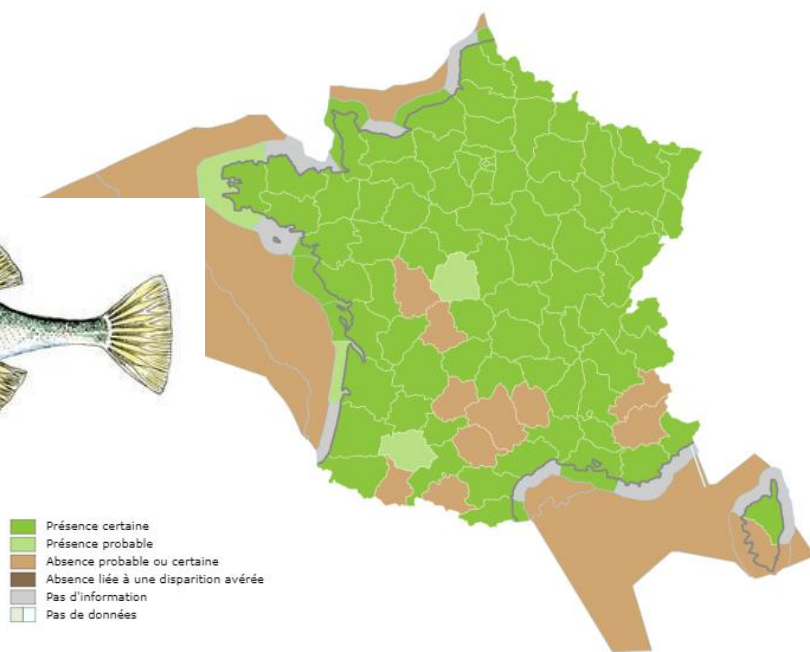 Présence certaine
Présence probable
Absence probable ou certaine
Absence liée à une disparition avérée
Pas d'information
Pas de données